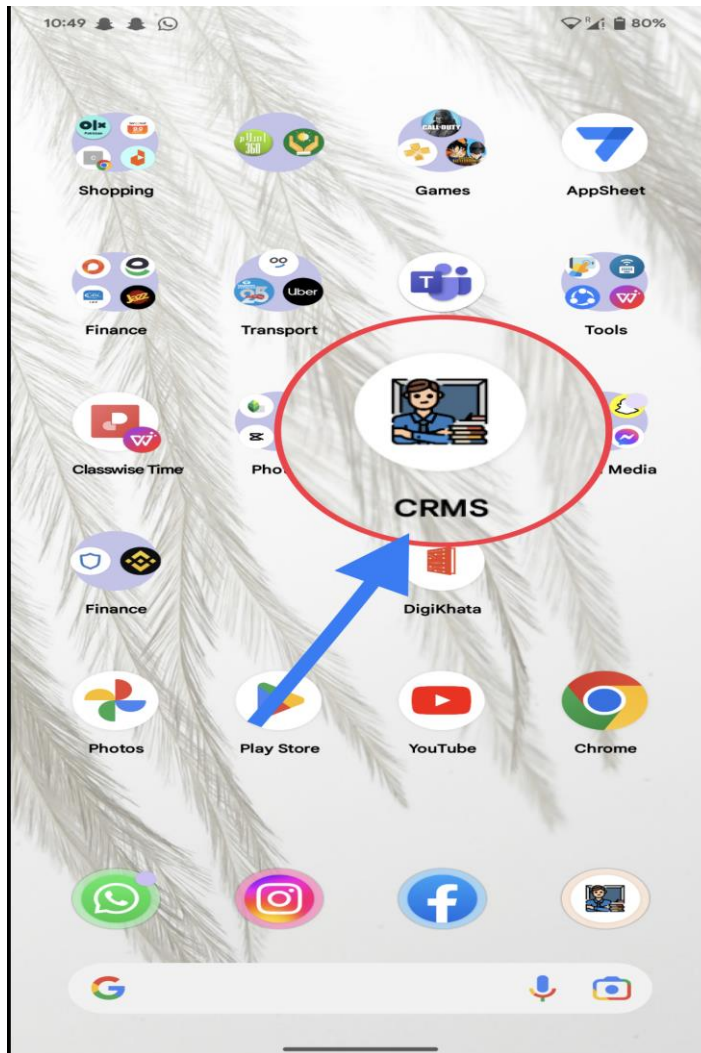 10:49
80%
Shopping
Games
AppSheet
Finance
Transport
Tools
Classwise Time
Pho
Media
CRMS
Finance
DigiKhata
Photos
Play Store
YouTube
Chrome